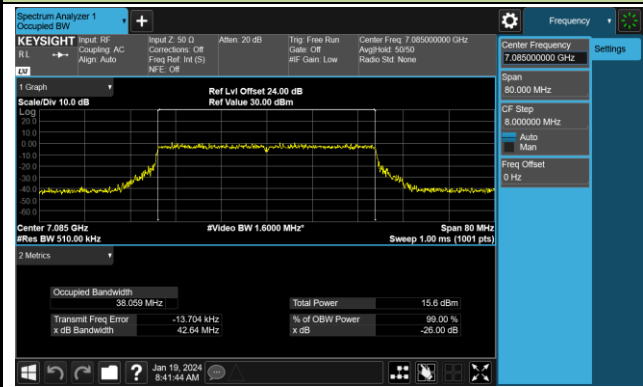 Spectrum Analyzer 1
Occupied BW
Frequency
KEYSIGHT
RL
LXI
Input: RF
Coupling: AC
Align: Auto
Input Z: 50 Ω
Corrections: Off
Freq Ref: Int (S)
NFE: Off
Atten: 20 dB
Trig: Free Run
Gate: Off
#IF Gain: Low
Center Freq: 7.085000000 GHz
Avg|Hold: 50/50
Radio Std: None
Center Frequency
7.085000000 GHz
Settings
Span
80.000 MHz
CF Step
8.000000 MHz
Auto
Man
Freq Offset
0 Hz
1 Graph
Scale/Div 10.0 dB
Ref Lvl Offset 24.00 dB
Ref Value 30.00 dBm
Log
20.0
10.0
0.00
-10.0
-20.0
-30.0
-40.0
-50.0
-60.0
Center 7.085 GHz
#Res BW 510.00 kHz
#Video BW 1.6000 MHz*
Span 80 MHz
Sweep 1.00 ms (1001 pts)
2 Metrics
Occupied Bandwidth
38.059 MHz
Total Power 15.6 dBm
Transmit Freq Error -13.704 kHz
% of OBW Power 99.00 %
x dB Bandwidth 42.64 MHz
x dB -26.00 dB
?
Jan 19, 2024
8:41:44 AM